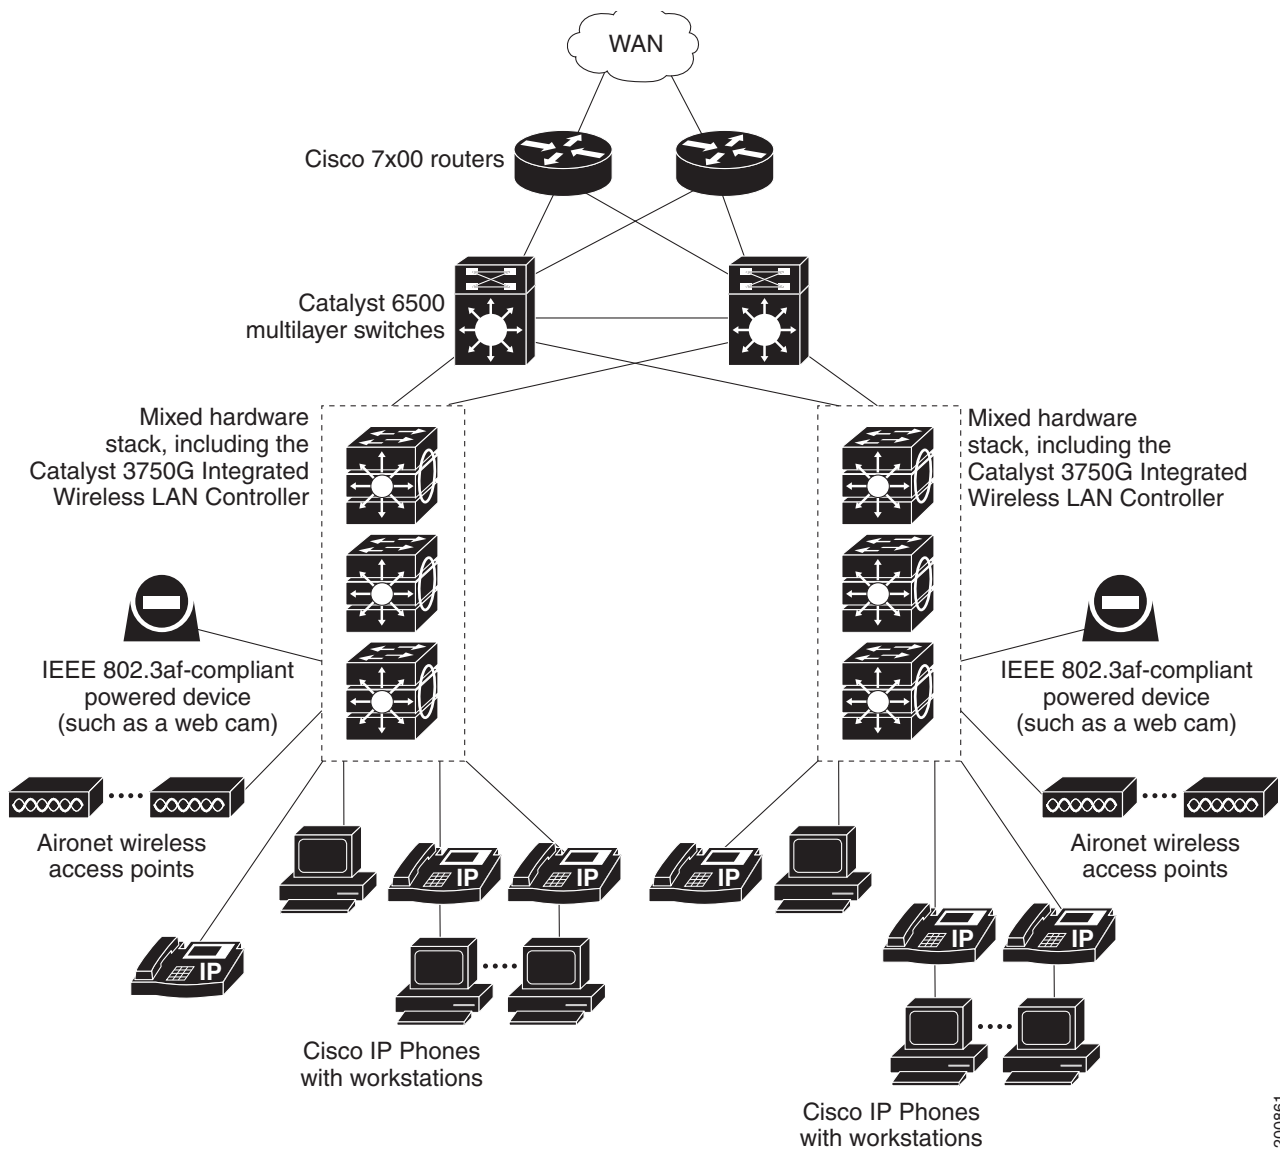 WAN
Cisco 7x00 routers
Catalyst 6500
multilayer switches
Mixed hardware
stack, including the
Catalyst 3750G Integrated
Wireless LAN Controller
Mixed hardware
stack, including the
Catalyst 3750G Integrated
Wireless LAN Controller
IEEE 802.3af-compliant
powered device
(such as a web cam)
IEEE 802.3af-compliant
powered device
(such as a web cam)
Aironet wireless
access points
Aironet wireless
access points
IP
IP
IP
IP
IP
IP
Cisco IP Phones
with workstations
Cisco IP Phones
with workstations
200861